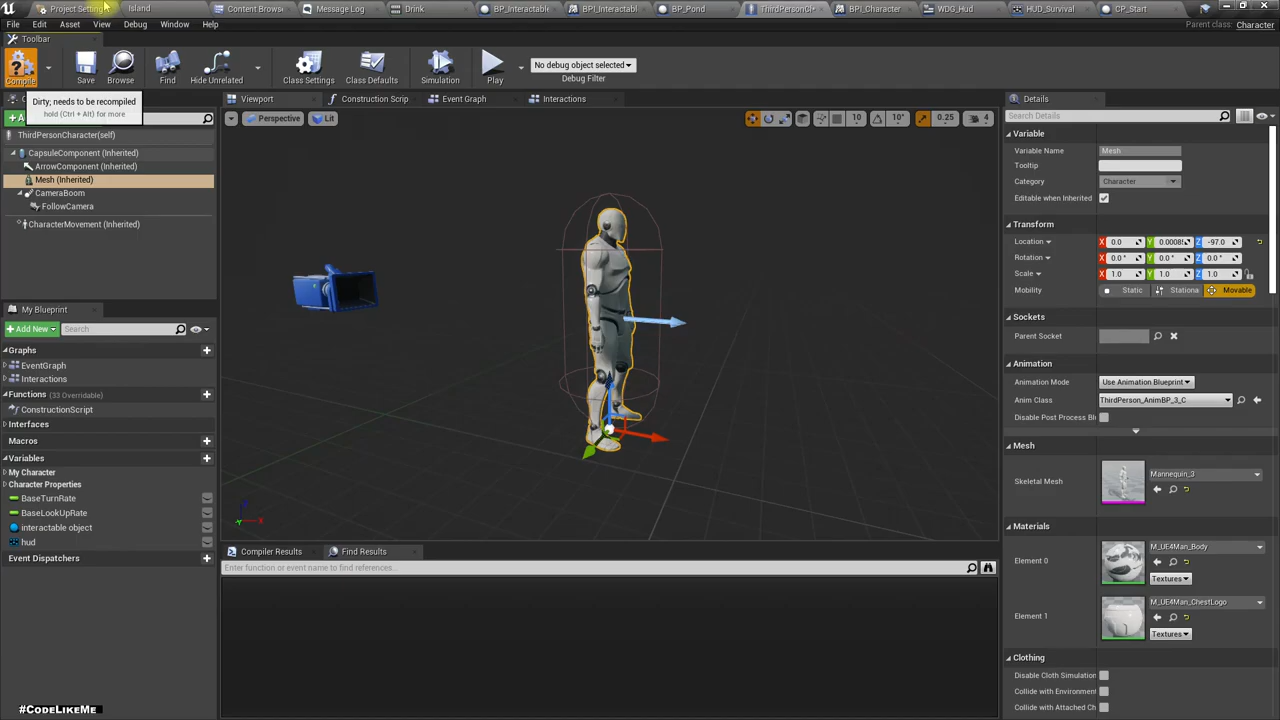 Project Setting
Island
Content Brows
Message Log
Drink
BP_Interactable
BPI_Interactabl
BP_Pond
ThirdPersonCh
BPI_Character
WDG_Hud
HUD_Survival
CP_Start
File Edit Asset View Debug Window Help
Parent class: Character
Toolbar
Compile
Save
Browse
Find
Hide Unrelated
Class Settings
Class Defaults
Simulation
Play
No debug object selected
Debug Filter
Dirty; needs to be recompiled
hold (Ctrl + Alt) for more
Viewport
Construction Scrip
Event Graph
Interactions
ThirdPersonCharacter(self)
CapsuleComponent (Inherited)
ArrowComponent (Inherited)
Mesh (Inherited)
CameraBoom
FollowCamera
CharacterMovement (Inherited)
Perspective
Lit
10
10°
0.25
4
My Blueprint
Add New
Search
Graphs
EventGraph
Interactions
Functions (33 Overridable)
ConstructionScript
Interfaces
Macros
Variables
My Character
Character Properties
BaseTurnRate
BaseLookUpRate
interactable object
hud
Event Dispatchers
Compiler Results
Find Results
Enter function or event name to find references...
Details
Search Details
Variable
Variable Name Mesh
Tooltip
Category Character
Editable when Inherited
Transform
Location X 0.0 Y 0.0008 Z -97.0
Rotation X 0.0 ° Y 0.0 ° Z 0.0 °
Scale X 1.0 Y 1.0 Z 1.0
Mobility Static Stationa Movable
Sockets
Parent Socket
Animation
Animation Mode Use Animation Blueprint
Anim Class ThirdPerson_AnimBP_3_C
Disable Post Process Bl
Mesh
Skeletal Mesh Mannequin_3
Materials
Element 0 M_UE4Man_Body
Textures
Element 1 M_UE4Man_ChestLogo
Textures
Clothing
Disable Cloth Simulation
Collide with Environment
Collide with Attached Ch
#CodeLikeMe